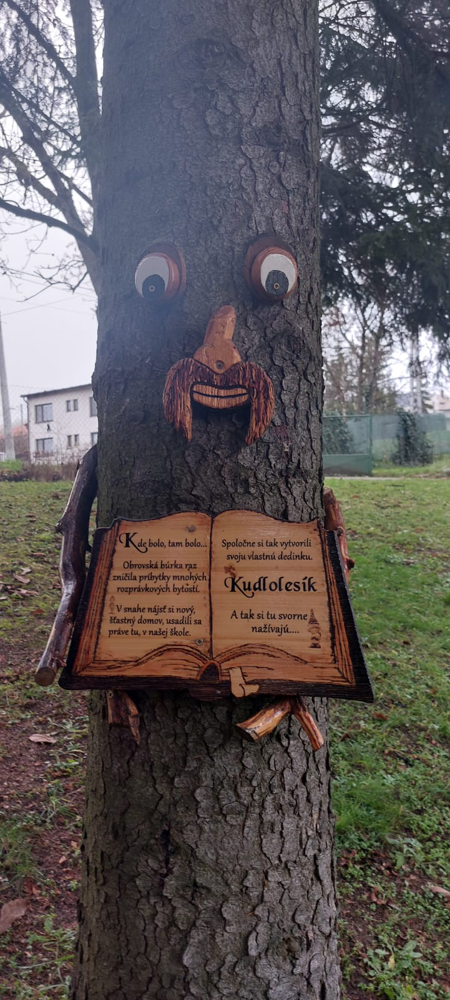 Kde bolo, tam bolo...
Obrovská búrka raz
zničila príbytky mnohých
rozprávkových bytostí.
V snahe nájsť si nový,
šťastný domov, usadili sa
práve tu, v našej škole.
Spoločne si tak vytvorili
svoju vlastnú dedinku.
Kudlolesík
A tak si tu svorne
nažívajú....